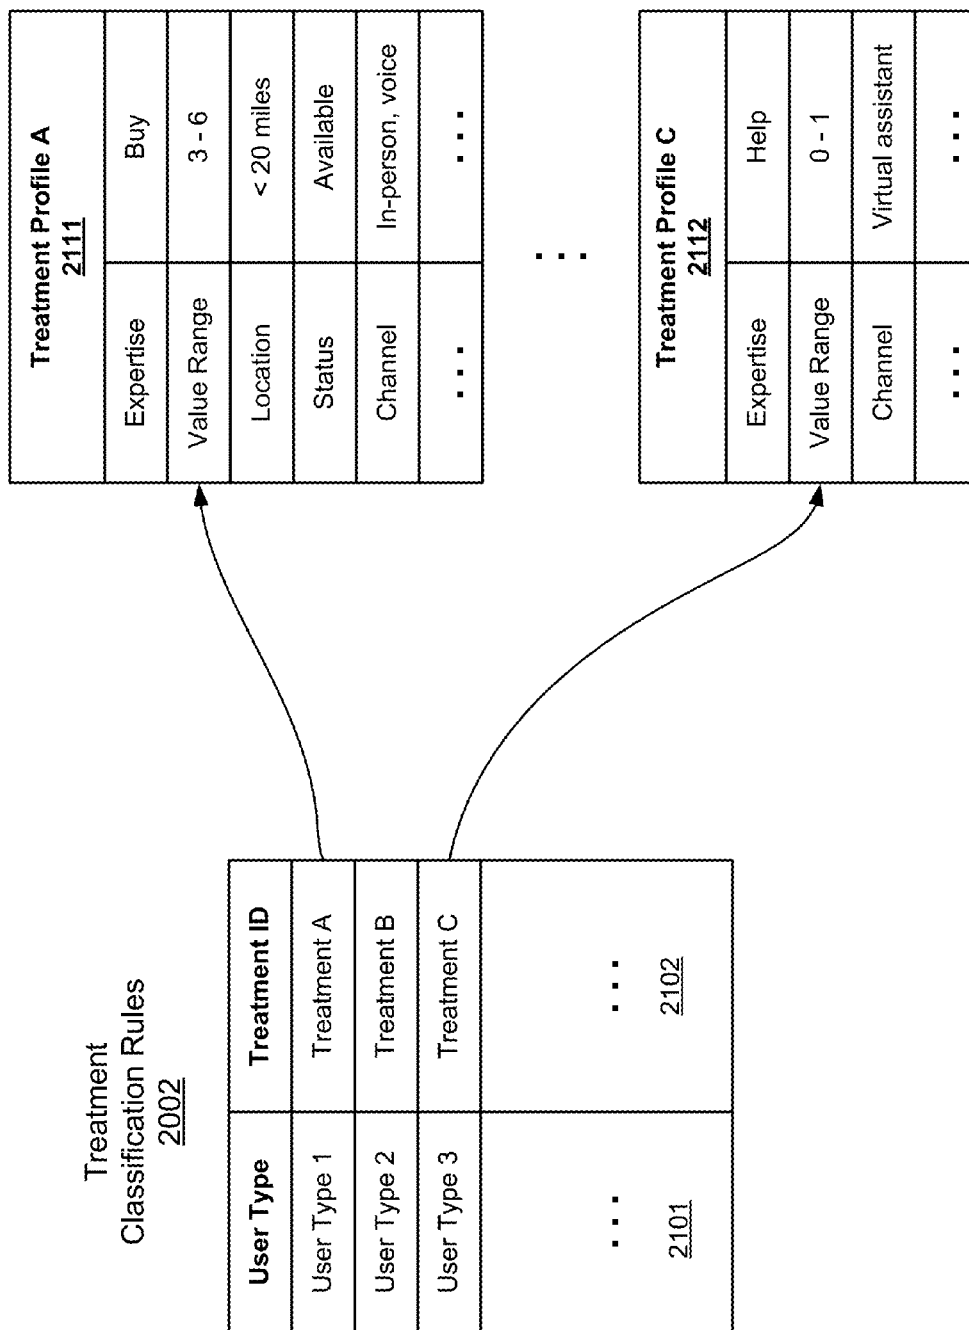 Treatment
Classification Rules
2002
User Type Treatment ID
User Type 1 Treatment A
User Type 2 Treatment B
User Type 3 Treatment C
... ...
2101 2102
Treatment Profile A
2111
Expertise Buy
Value Range 3 - 6
Location < 20 miles
Status Available
Channel In-person, voice
... ...
...
Treatment Profile C
2112
Expertise Help
Value Range 0 - 1
Channel Virtual assistant
... ...